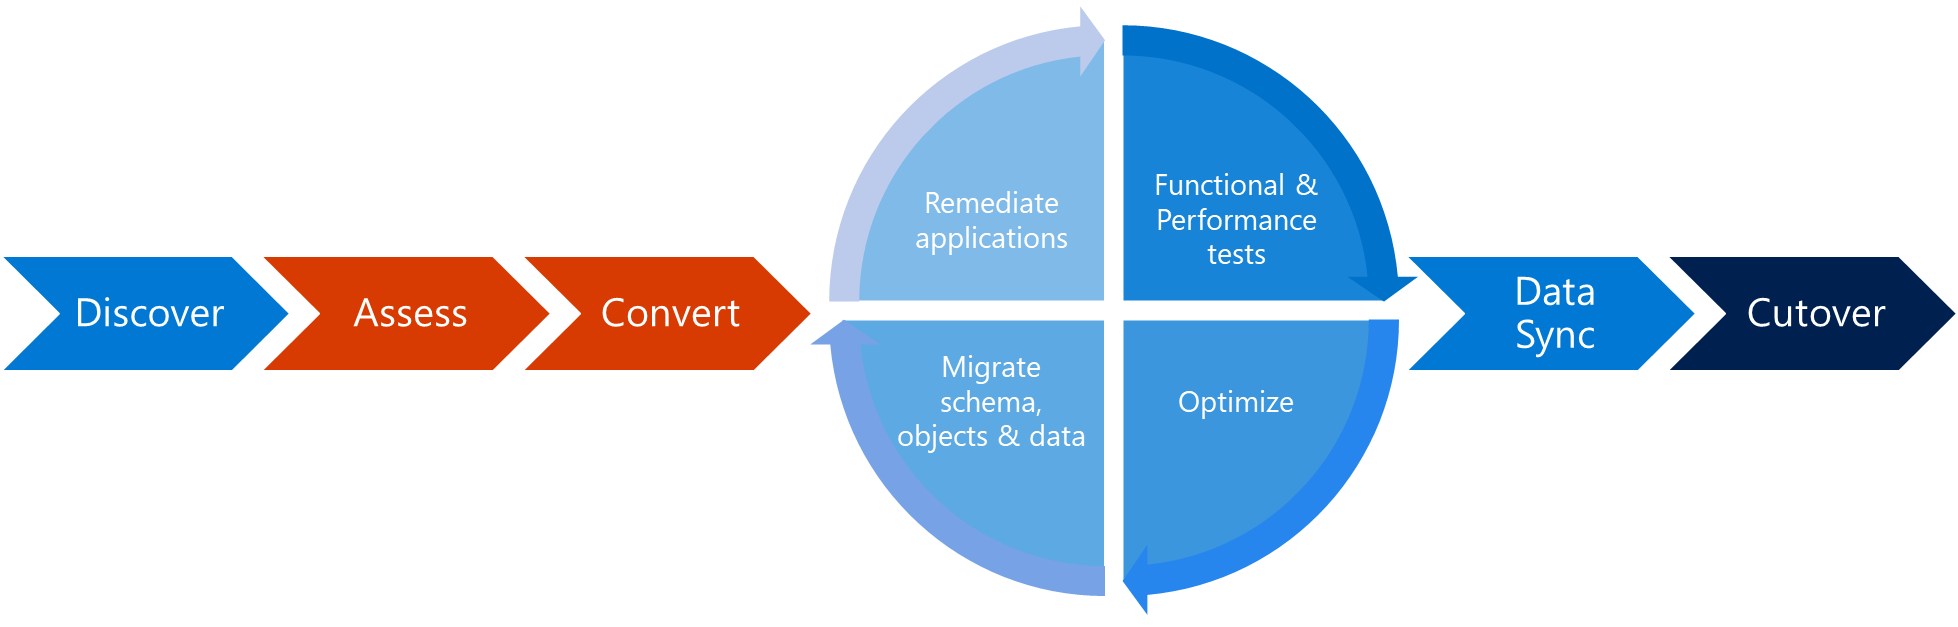 Discover
Assess
Convert
Remediate
applications
Functional &
Performance
tests
Migrate
schema,
objects & data
Optimize
Data
Sync
Cutover